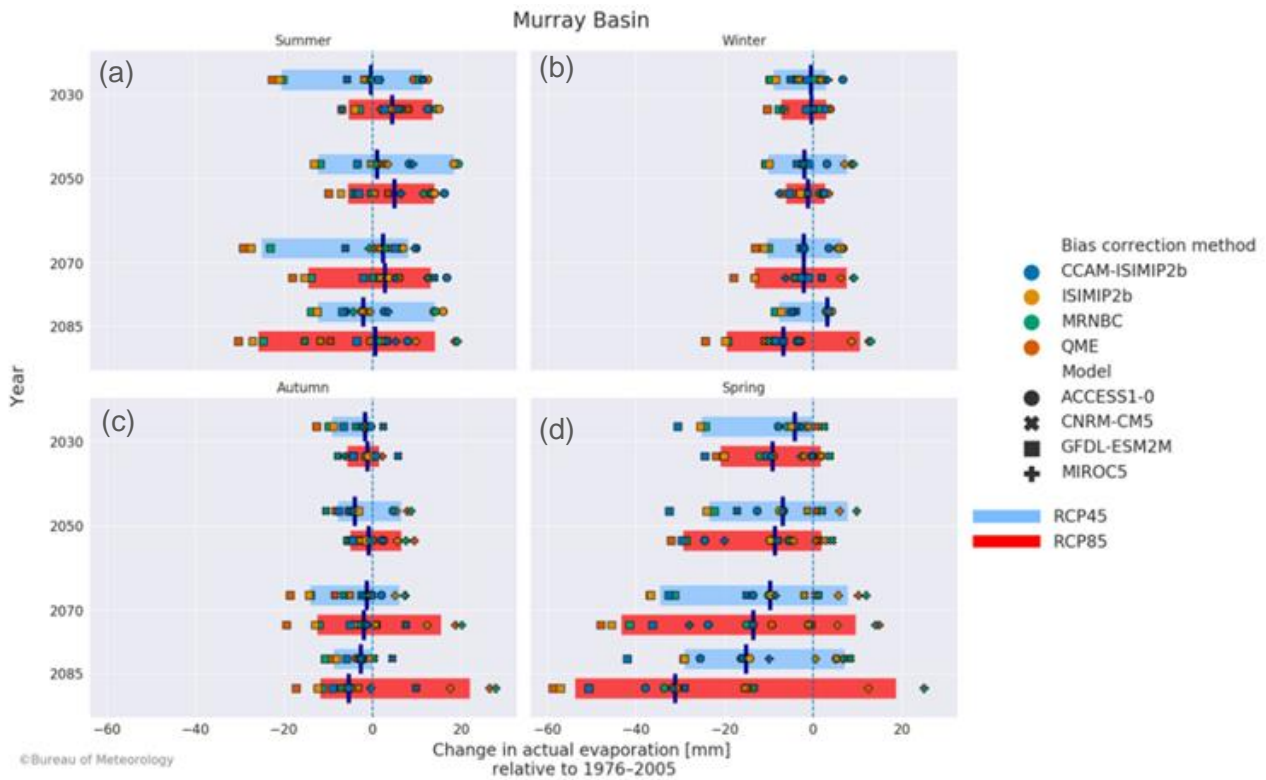 Murray Basin
Summer
Winter
(a)
(b)
2030
2050
2070
2085
Year
Autumn
Spring
(c)
(d)
2030
2050
2070
2085
−60 −40 −20 0 20
−60 −40 −20 0 20
Change in actual evaporation [mm]
relative to 1976–2005
©Bureau of Meteorology
Bias correction method
CCAM-ISIMIP2b
ISIMIP2b
MRNBC
QME
Model
ACCESS1-0
CNRM-CM5
GFDL-ESM2M
MIROC5
RCP45
RCP85